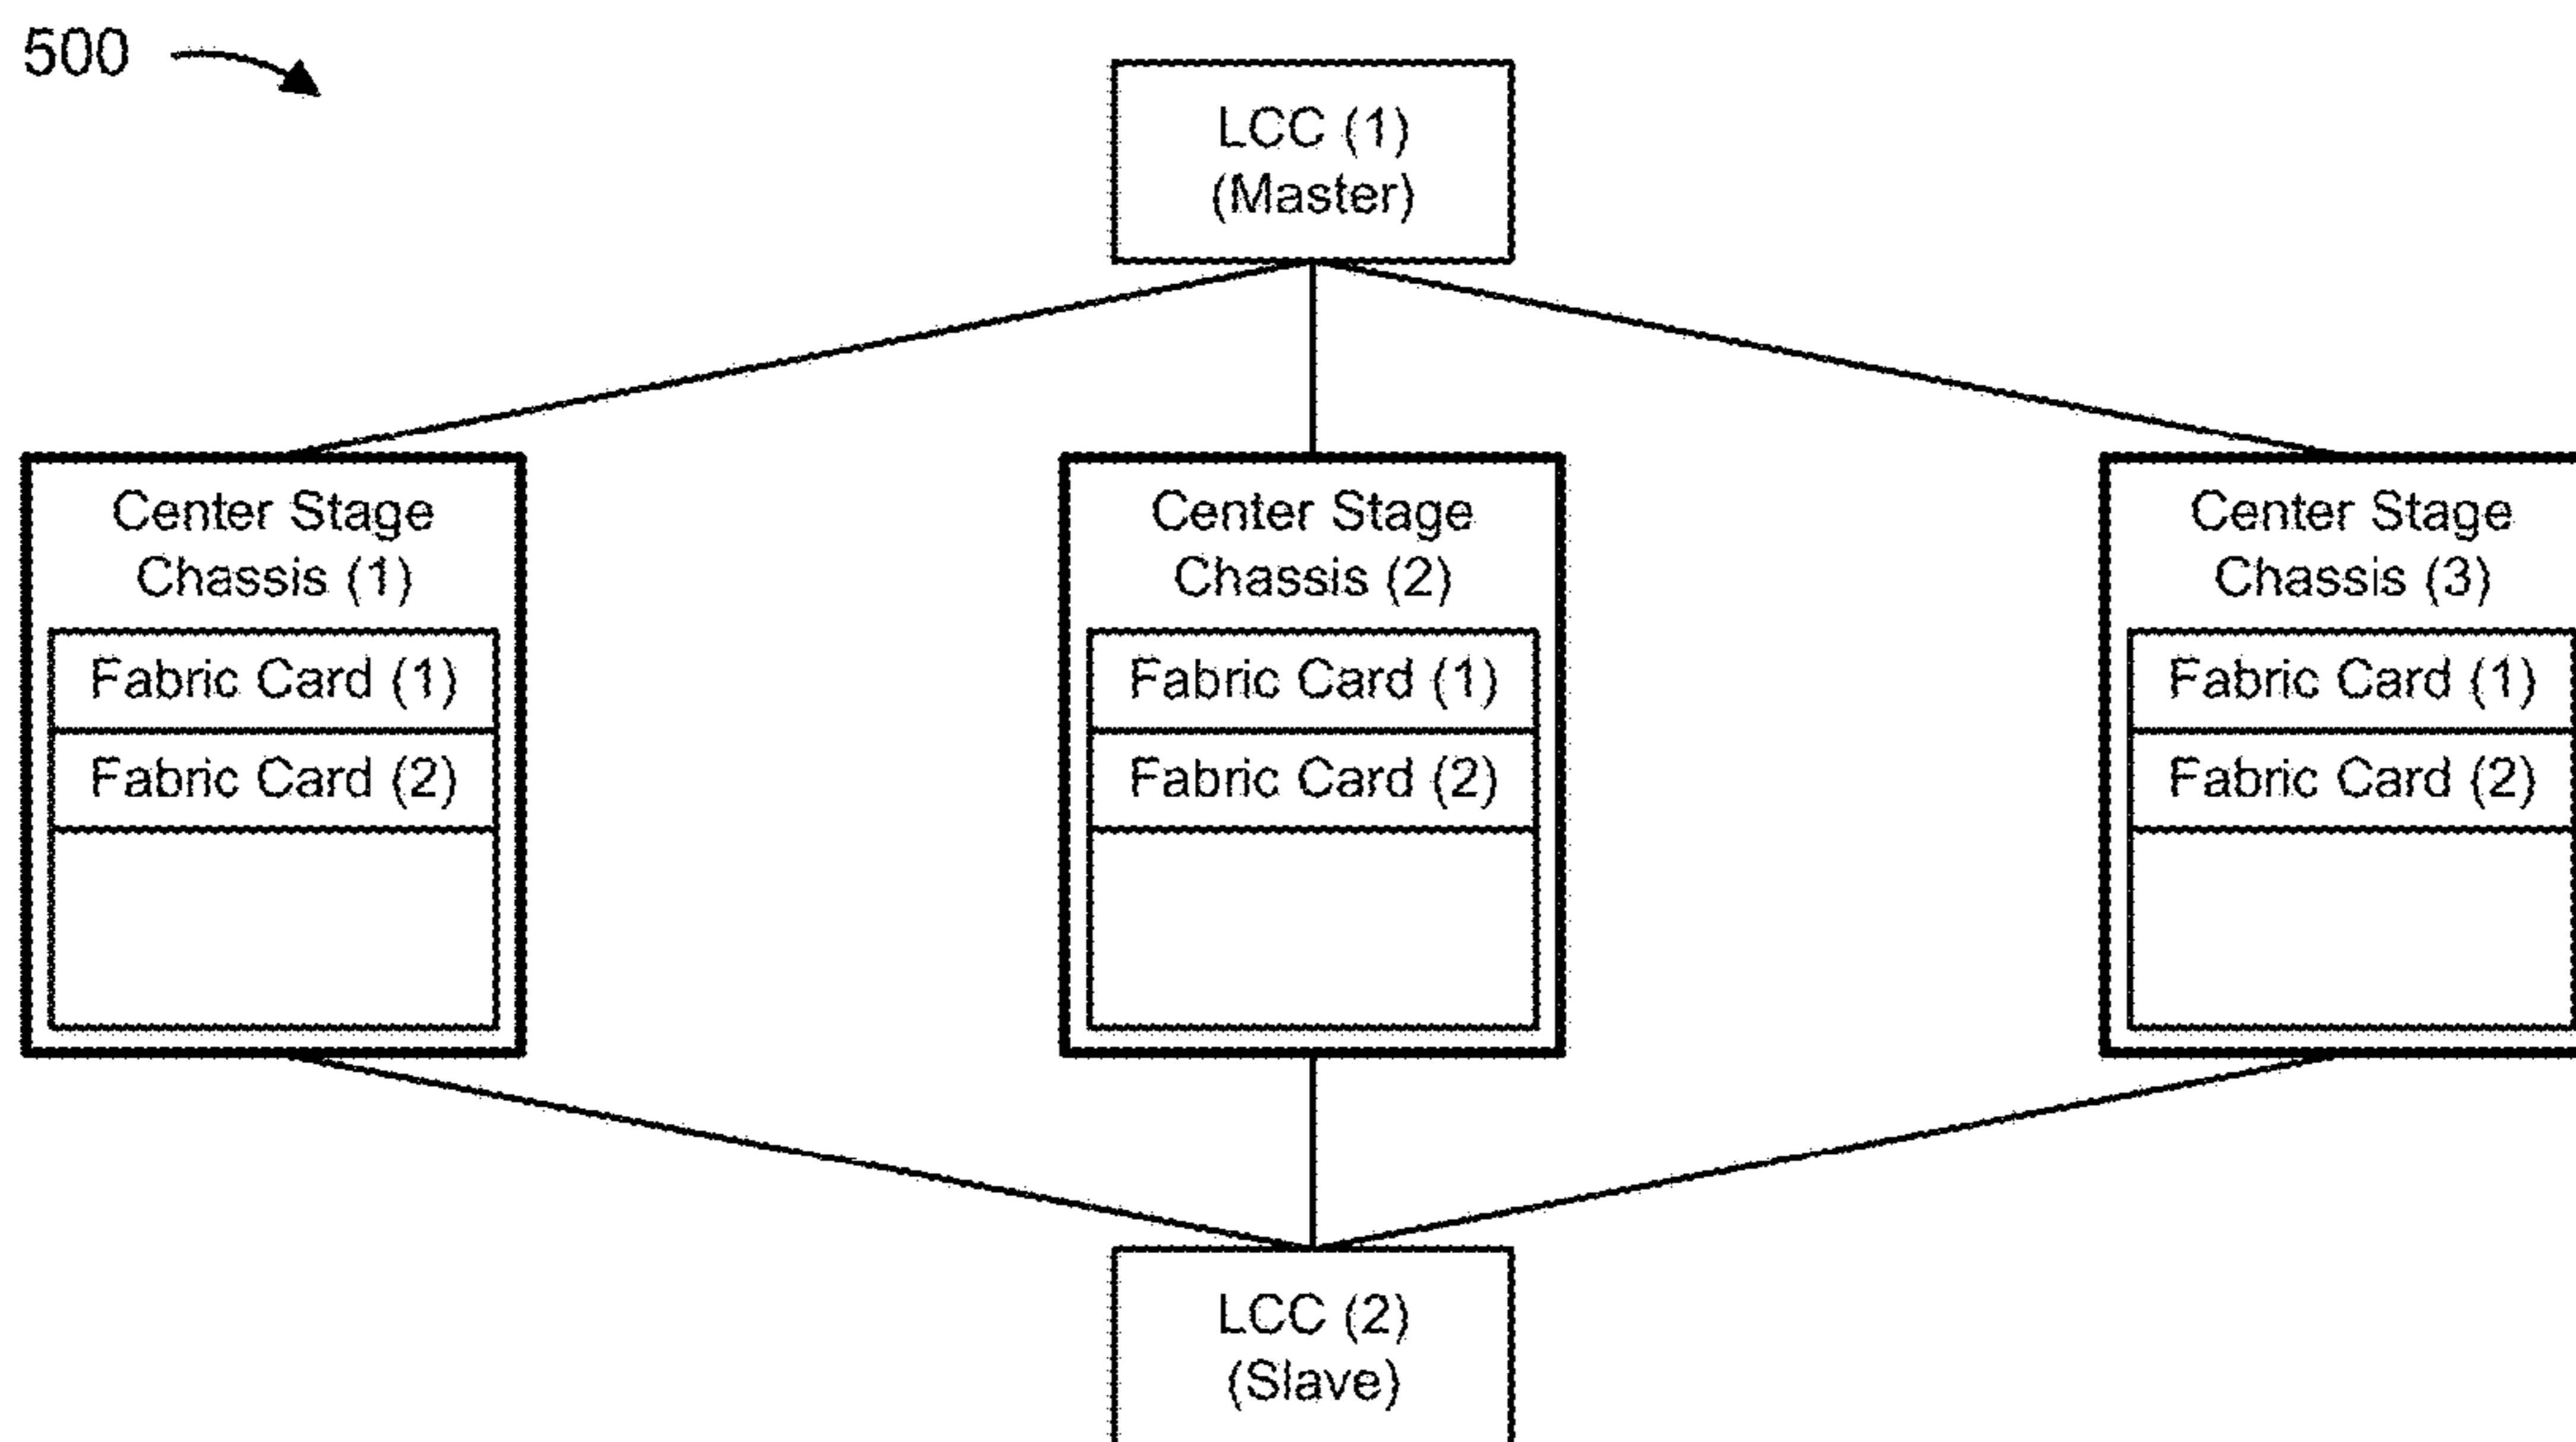 500
LCC (1)
(Master)
Center Stage
Chassis (1)
Fabric Card (1)
Fabric Card (2)
Center Stage
Chassis (2)
Fabric Card (1)
Fabric Card (2)
Center Stage
Chassis (3)
Fabric Card (1)
Fabric Card (2)
LCC (2)
(Slave)